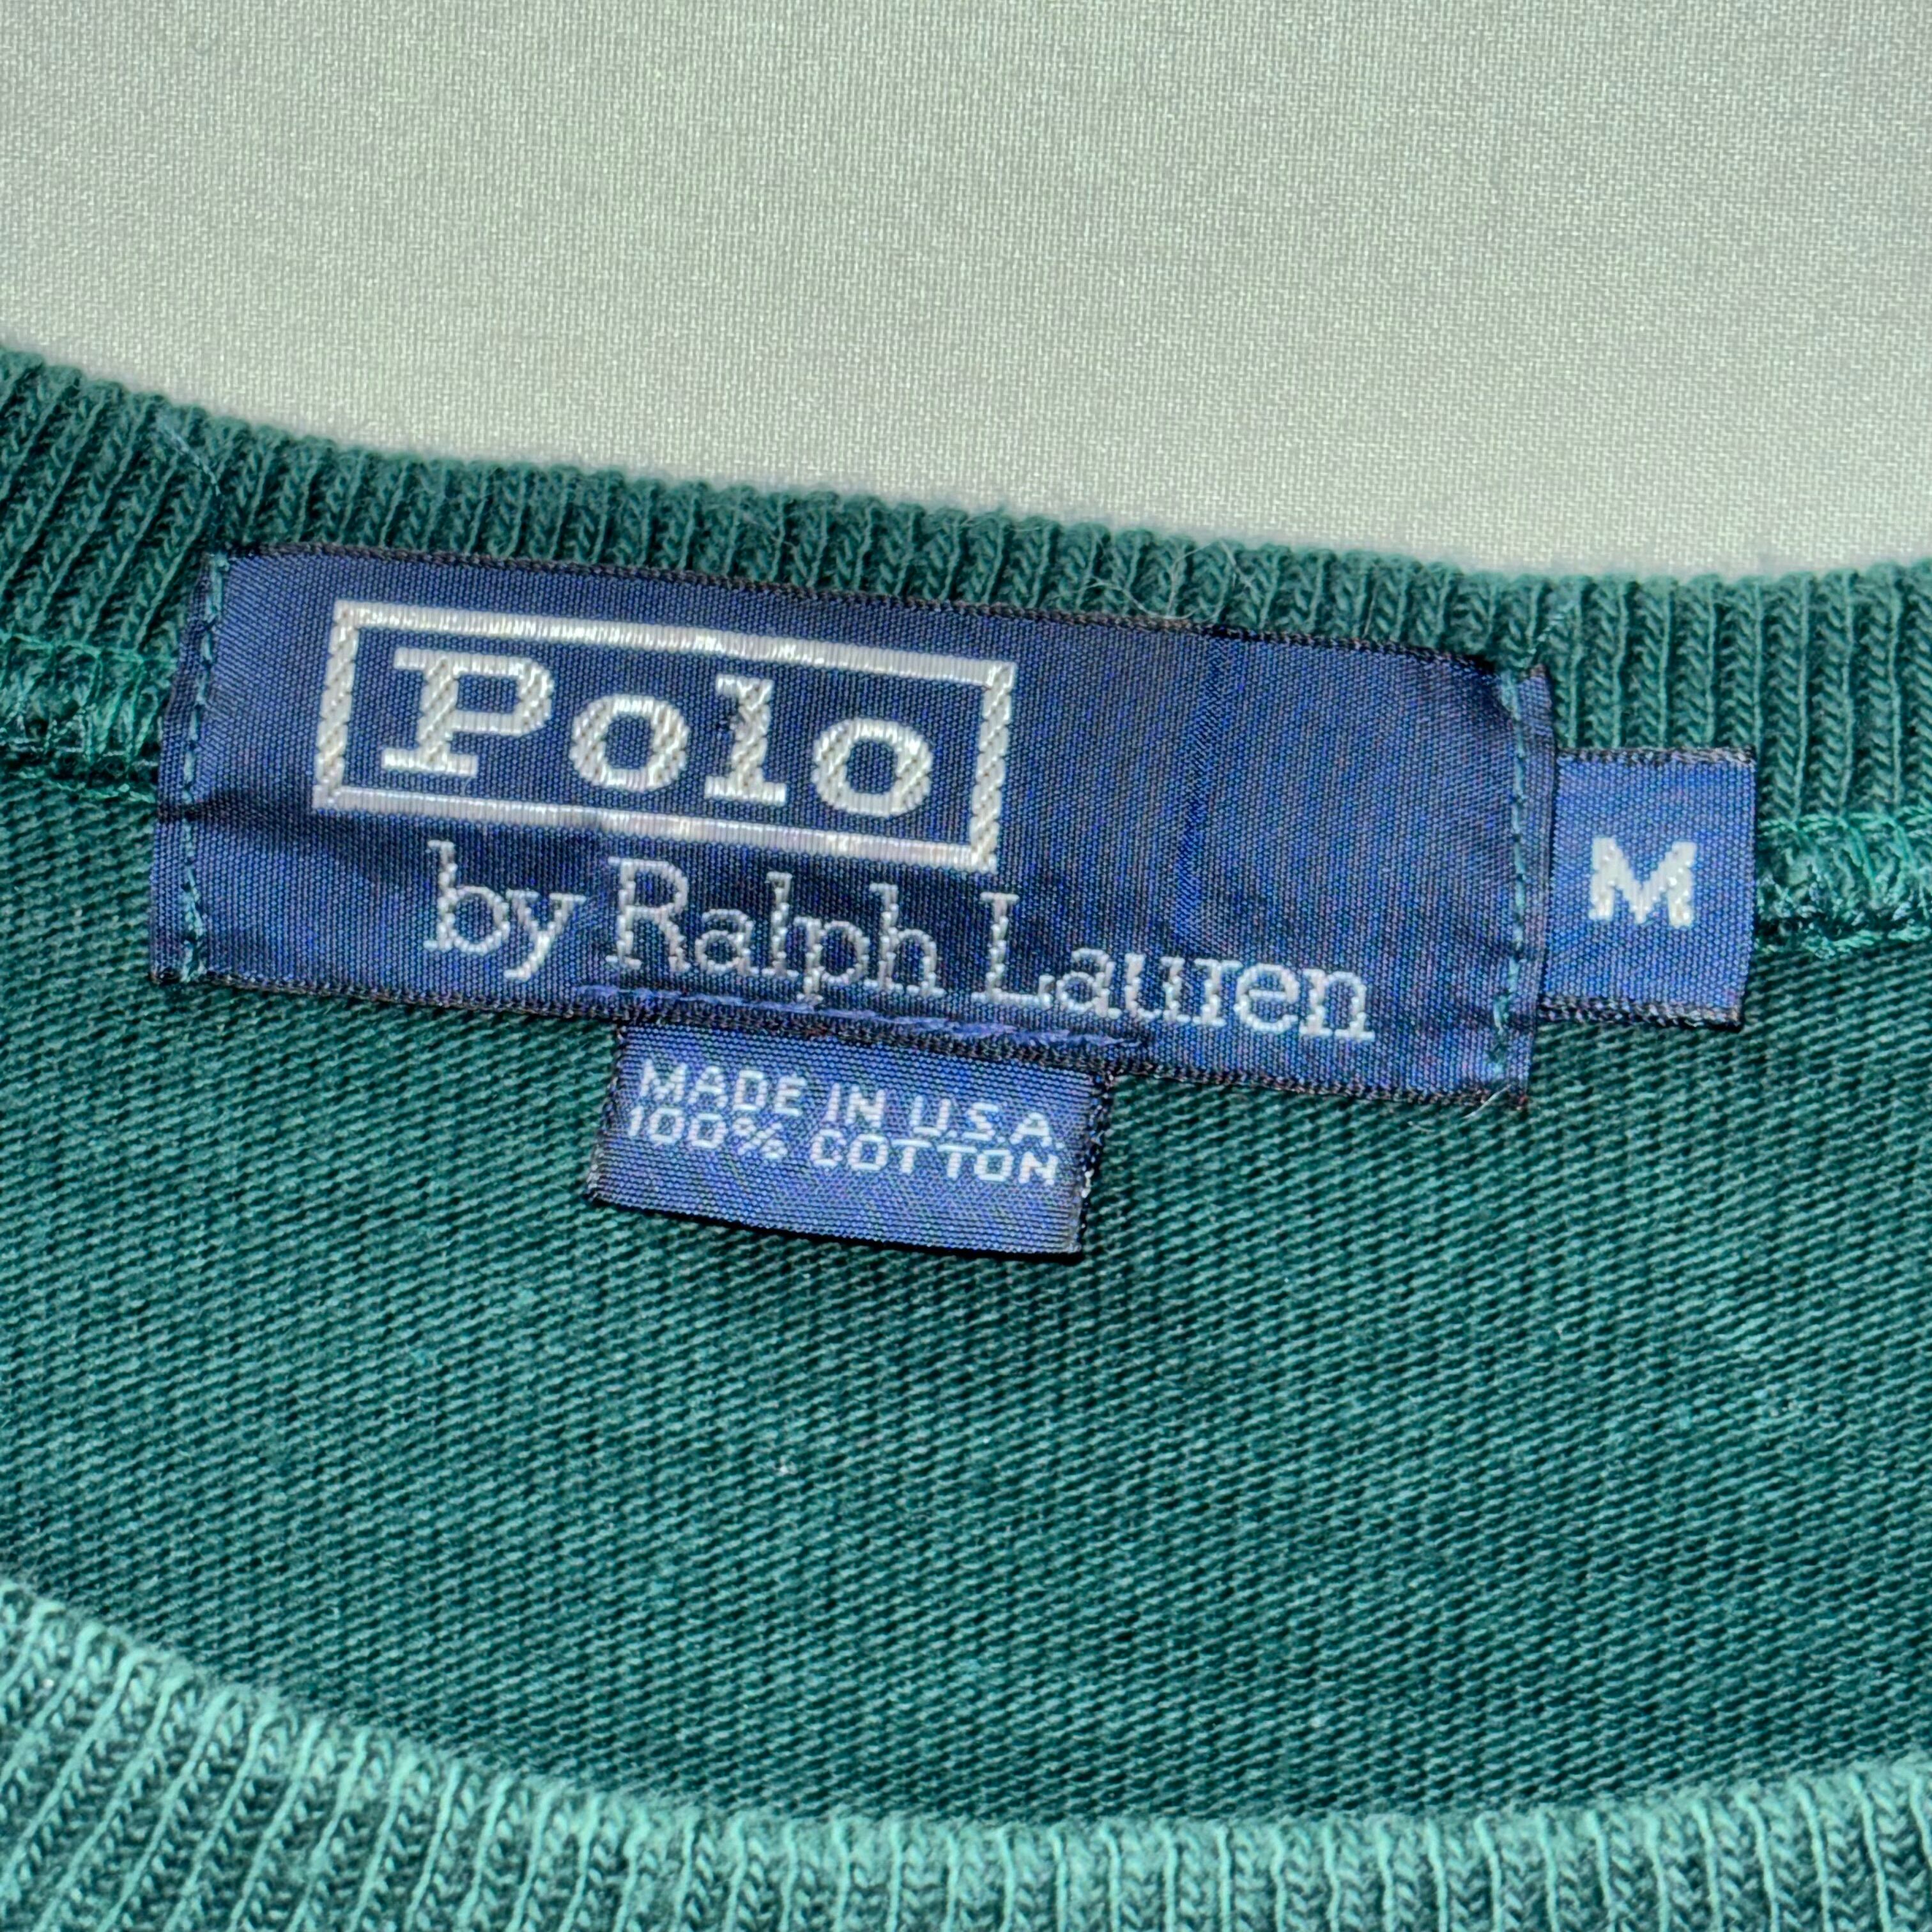 Polo
by Ralph Lauren
M
MADE IN U.S.A.
100% COTTON